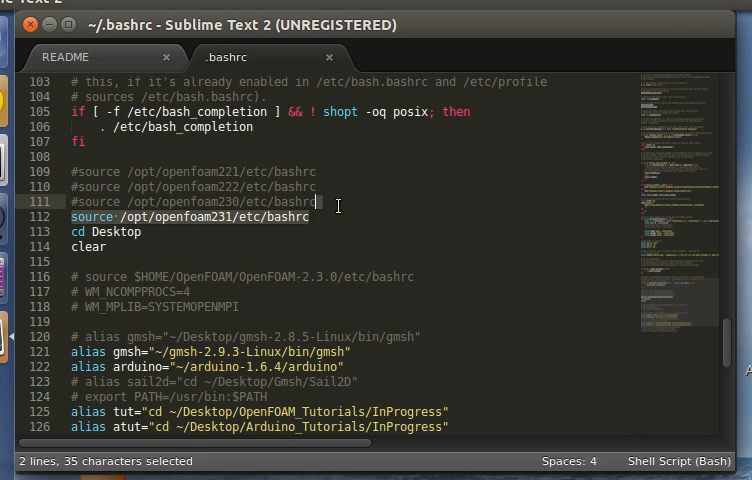 ~/.bashrc - Sublime Text 2 (UNREGISTERED)
README × .bashrc ×
103 # this, if it's already enabled in /etc/bash.bashrc and /etc/profile
104 # sources /etc/bash.bashrc).
105 if [ -f /etc/bash_completion ] && ! shopt -oq posix; then
106 . /etc/bash_completion
107 fi
108
109 #source /opt/openfoam221/etc/bashrc
110 #source /opt/openfoam222/etc/bashrc
111 #source /opt/openfoam230/etc/bashrc
112 source /opt/openfoam231/etc/bashrc
113 cd Desktop
114 clear
115
116 # source $HOME/OpenFOAM/OpenFOAM-2.3.0/etc/bashrc
117 # WM_NCOMPPROCS=4
118 # WM_MPLIB=SYSTEMOPENMPI
119
120 # alias gmsh="~/Desktop/gmsh-2.8.5-Linux/bin/gmsh"
121 alias gmsh="~/gmsh-2.9.3-Linux/bin/gmsh"
122 alias arduino="~/arduino-1.6.4/arduino"
123 # alias sail2d="cd ~/Desktop/Gmsh/Sail2D"
124 # export PATH=/usr/bin:$PATH
125 alias tut="cd ~/Desktop/OpenFOAM_Tutorials/InProgress"
126 alias atut="cd ~/Desktop/Arduino_Tutorials/InProgress"
2 lines, 35 characters selected Spaces: 4 Shell Script (Bash)